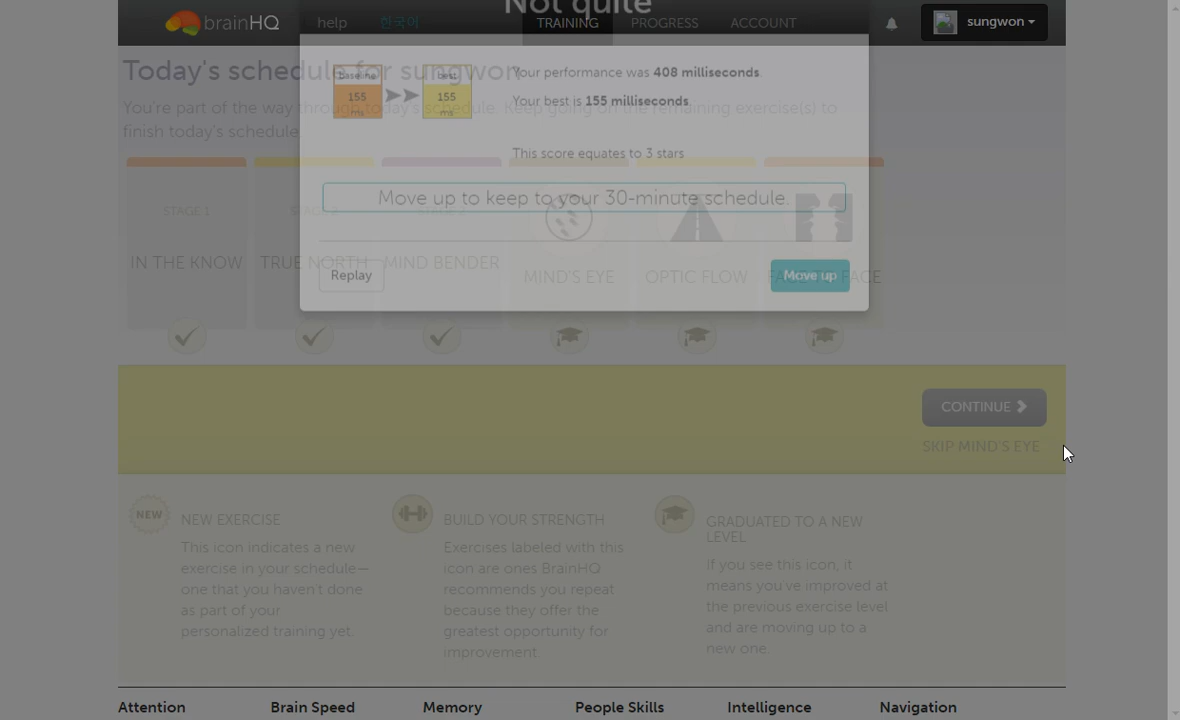 Not quite
brainHQ
help
한국어
TRAINING
PROGRESS
ACCOUNT
sungwon
Today's schedule for sungwon
You're part of the way through today's schedule. Keep going on the remaining exercise(s) to
finish today's schedule.
baseline
155
ms
best
155
ms
Your performance was 408 milliseconds.
Your best is 155 milliseconds.
This score equates to 3 stars
Move up to keep to your 30-minute schedule.
Replay
Move up
STAGE 1
IN THE KNOW
TRUE NORTH
MIND BENDER
MIND'S EYE
OPTIC FLOW
FACE TO FACE
CONTINUE
SKIP MIND'S EYE
NEW
NEW EXERCISE
This icon indicates a new
exercise in your schedule—
one that you haven't done
as part of your
personalized training yet.
BUILD YOUR STRENGTH
Exercises labeled with this
icon are ones BrainHQ
recommends you repeat
because they offer the
greatest opportunity for
improvement.
GRADUATED TO A NEW
LEVEL
If you see this icon, it
means you've improved at
the previous exercise level
and are moving up to a
new one.
Attention
Brain Speed
Memory
People Skills
Intelligence
Navigation